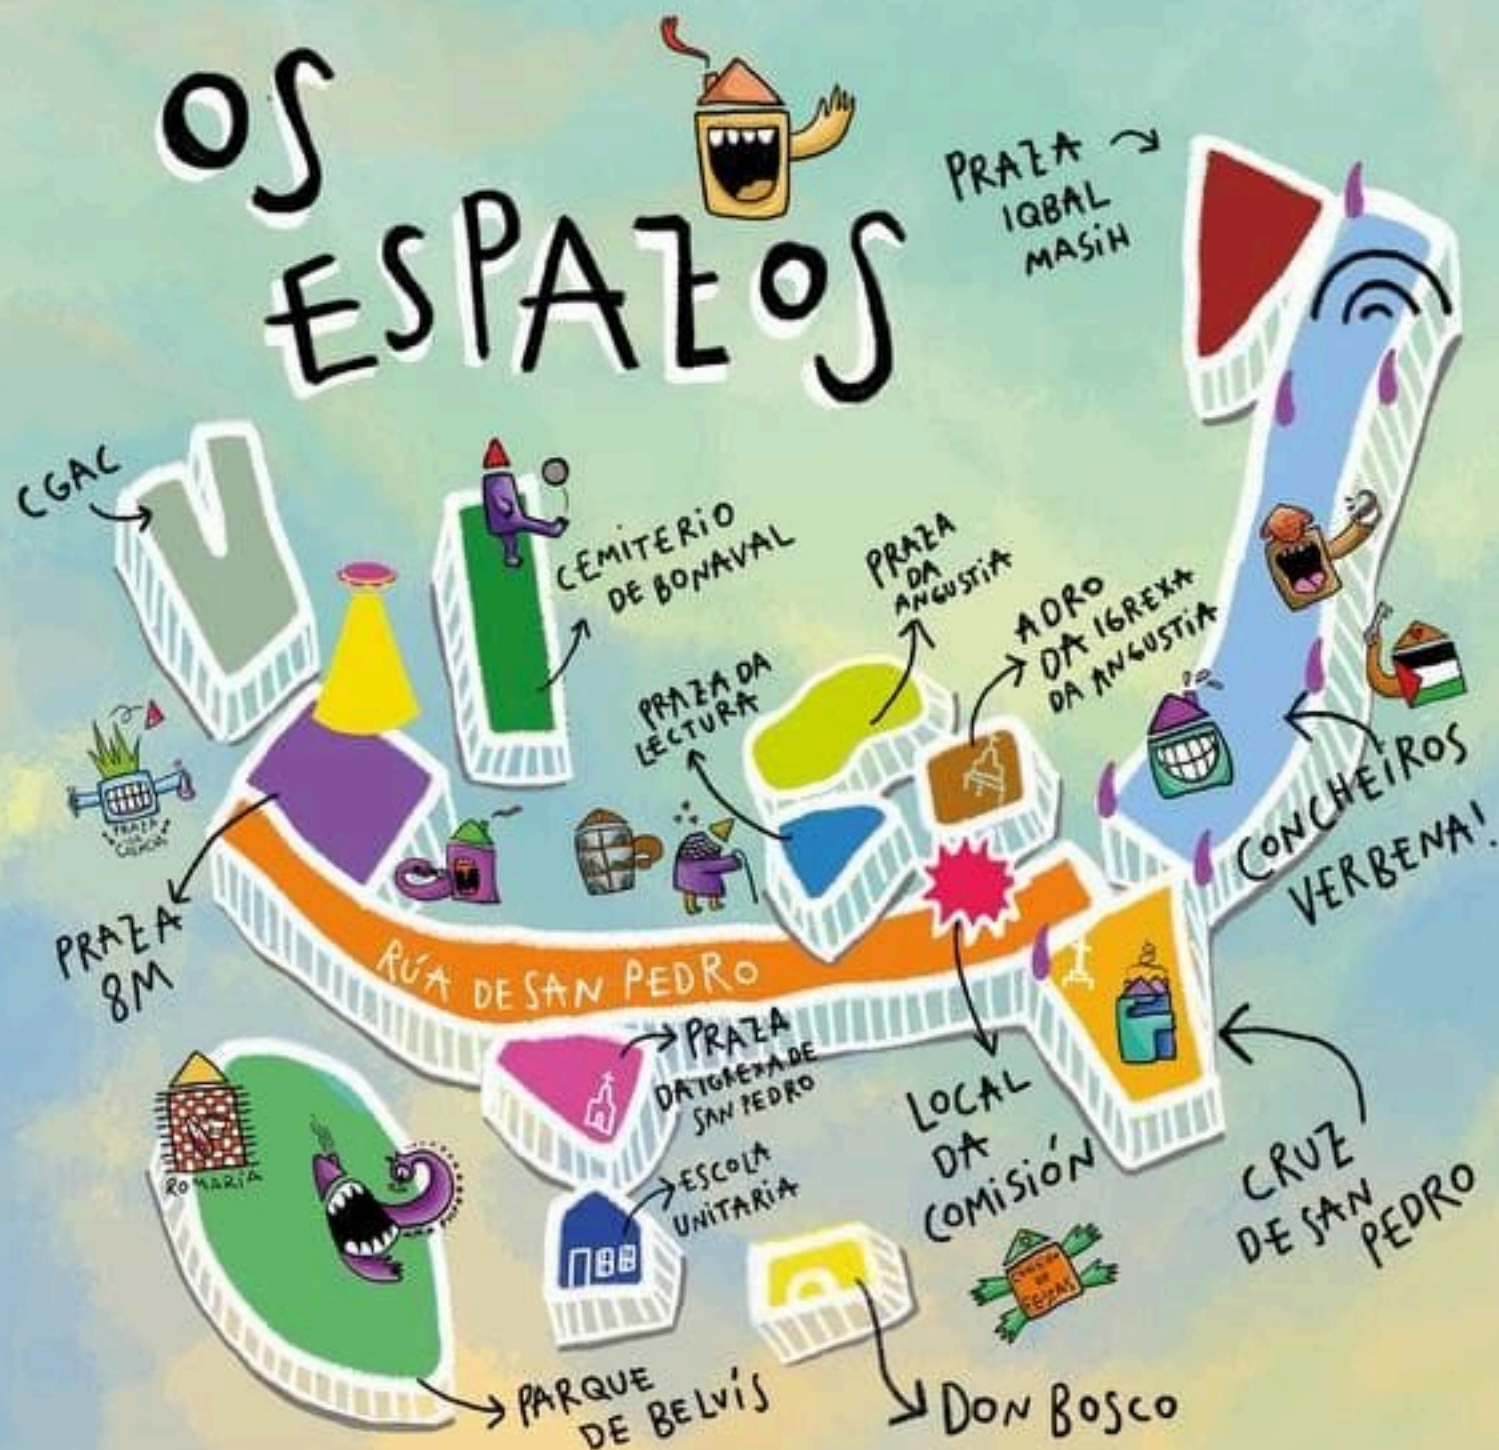 OS
ESPAZOS
PRAZA
IQBAL
MASIH
CGAC
CEMITERIO
DE BONAVAL
PRAZA
DA
ANGUSTIA
ADRO
DA IGREXA
DA ANGUSTIA
PRAZA DA
LECTURA
CONCHEIROS
VERBENA!
PRAZA
PRAZA
8M
RÚA DE SAN PEDRO
PRAZA
DA IGREXA DE
SAN PEDRO
LOCAL
DA
COMISIÓN
CRUZ
DE SAN
PEDRO
ROMARÍA
ESCOLA
UNITARIA
PARQUE
DE BELVÍS
DON BOSCO